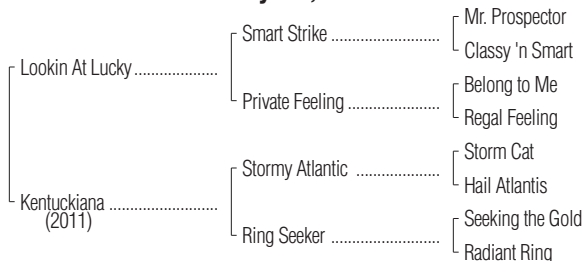 Mr. Prospector
Smart Strike ........................
Classy 'n Smart
Lookin At Lucky...................
Belong to Me
Private Feeling ....................
Regal Feeling
Storm Cat
Stormy Atlantic ..................
Hail Atlantis
Kentuckiana ........................
(2011)
Seeking the Gold
Ring Seeker ........................
Radiant Ring